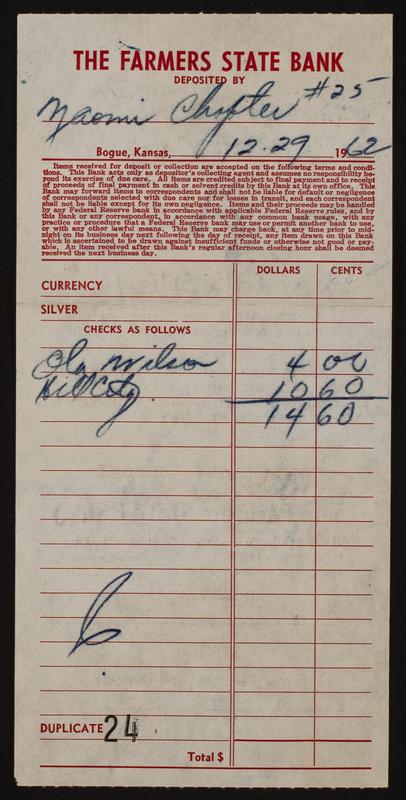 THE FARMERS STATE BANK
DEPOSITED BY
Naomi Chapter #25
Bogue, Kansas, 12-29 1962
Items received for deposit or collection are accepted on the following terms and condi-
tions. This Bank acts only as depositor's collecting agent and assumes no responsibility be-
yond its exercise of due care. All items are credited subject to final payment and to receipt
of proceeds of final payment in cash or solvent credits by this Bank at its own office. This
Bank may forward items to correspondents and shall not be liable for default or negligence
of correspondents selected with due care nor for losses in transit, and each correspondent
shall not be liable except for its own negligence. Items and their proceeds may be handled
by any Federal Reserve bank in accordance with applicable Federal Reserve rules, and by
this Bank or any correspondent, in accordance with any common bank usage, with any
practice or procedure that a Federal Reserve bank may use or permit another bank to use,
or with any other lawful means. This Bank may charge back, at any time prior to mid-
night on its business day next following the day of receipt, any item drawn on this Bank
which is ascertained to be drawn against insufficient funds or otherwise not good or pay-
able. An item received after this Bank's regular afternoon closing hour shall be deemed
received the next business day.
DOLLARS CENTS
CURRENCY
SILVER
CHECKS AS FOLLOWS
Ola Wilson 4 00
Hill City 10 60
14 60
DUPLICATE 24
Total $